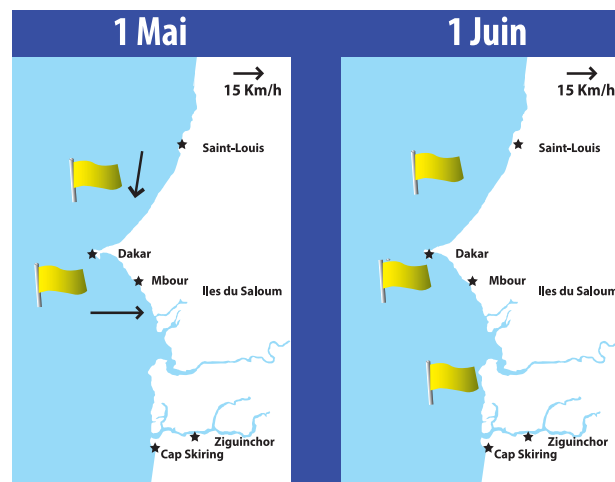 1 Mai
15 Km/h
Saint-Louis
Dakar
Mbour
Iles du Saloum
Ziguinchor
Cap Skiring
1 Juin
15 Km/h
Saint-Louis
Dakar
Mbour
Iles du Saloum
Ziguinchor
Cap Skiring